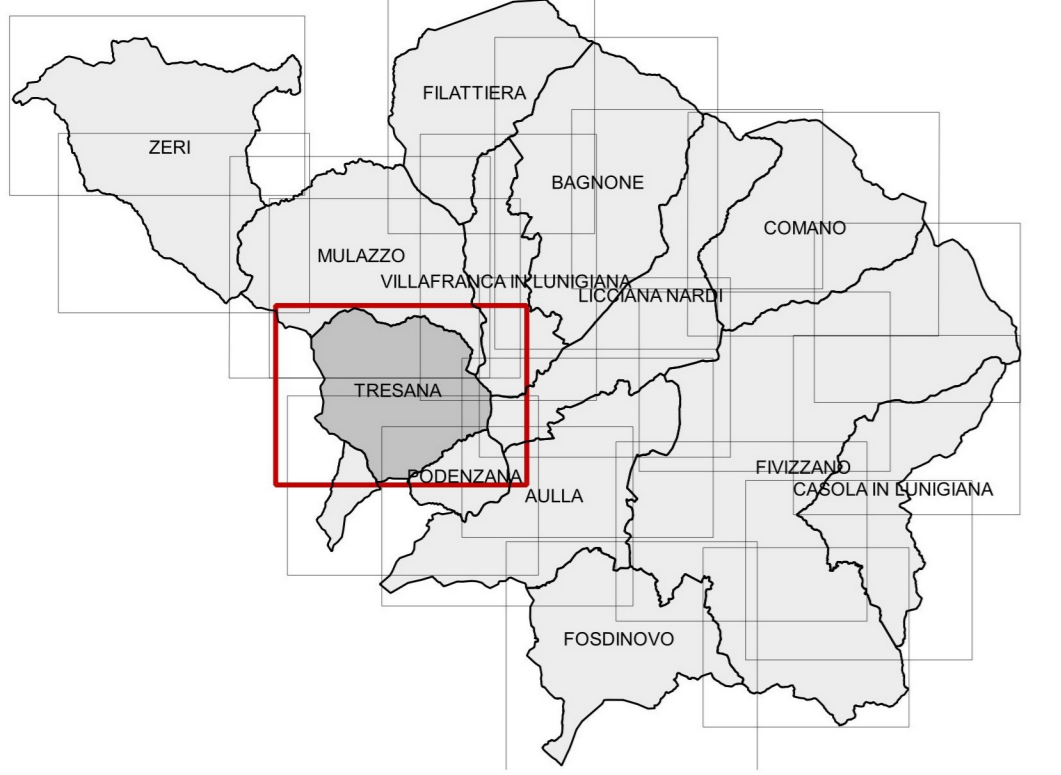 FILATTIERA
ZERI
BAGNONE
COMANO
MULAZZO
VILLAFRANCA IN LUNIGIANA
LICCIANA NARDI
TRESANA
FIVIZZANO
PODENZANA
CASOLA IN LUNIGIANA
AULLA
FOSDINOVO